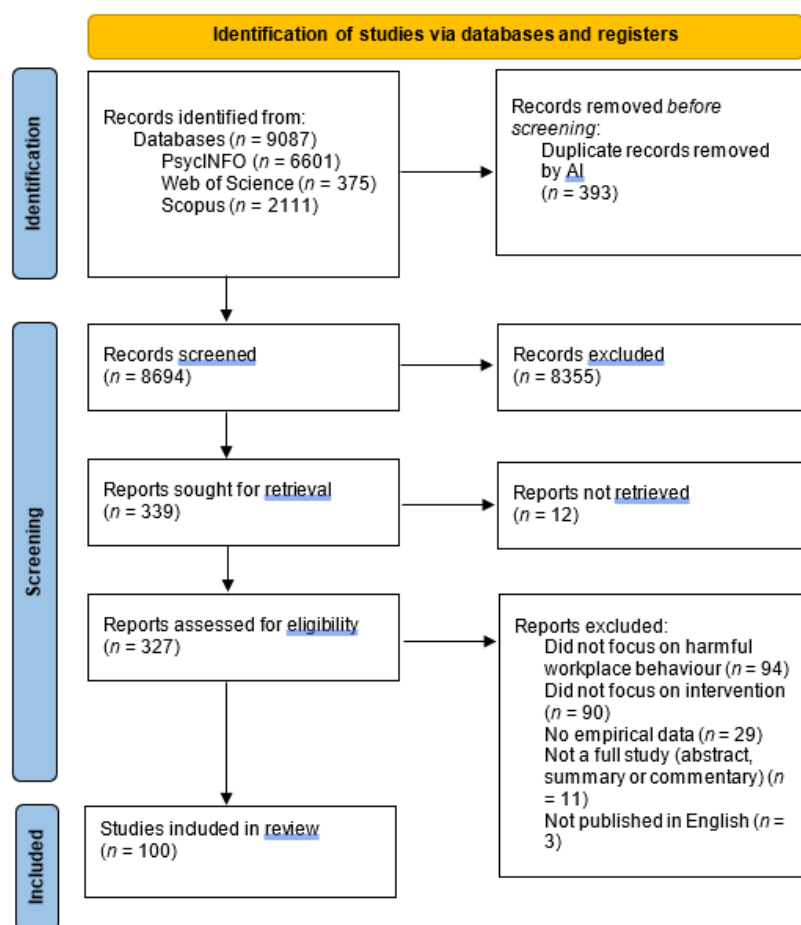 Identification of studies via databases and registers
Identification
Records identified from:
Databases (n = 9087)
PsycINFO (n = 6601)
Web of Science (n = 375)
Scopus (n = 2111)
Records removed before
screening:
Duplicate records removed
by AI
(n = 393)
Screening
Records screened
(n = 8694)
Records excluded
(n = 8355)
Reports sought for retrieval
(n = 339)
Reports not retrieved
(n = 12)
Reports assessed for eligibility
(n = 327)
Reports excluded:
Did not focus on harmful
workplace behaviour (n = 94)
Did not focus on intervention
(n = 90)
No empirical data (n = 29)
Not a full study (abstract,
summary or commentary) (n
= 11)
Not published in English (n =
3)
Included
Studies included in review
(n = 100)